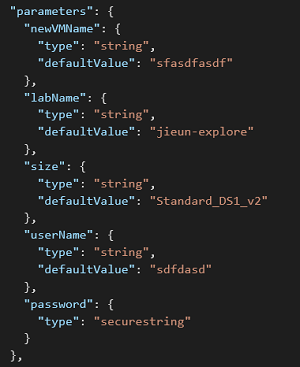 "parameters": {
"newVMName": {
"type": "string",
"defaultValue": "sfasdfasdf"
},
"labName": {
"type": "string",
"defaultValue": "jieun-explore"
},
"size": {
"type": "string",
"defaultValue": "Standard_DS1_v2"
},
"userName": {
"type": "string",
"defaultValue": "sdfdasd"
},
"password": {
"type": "securestring"
}
},